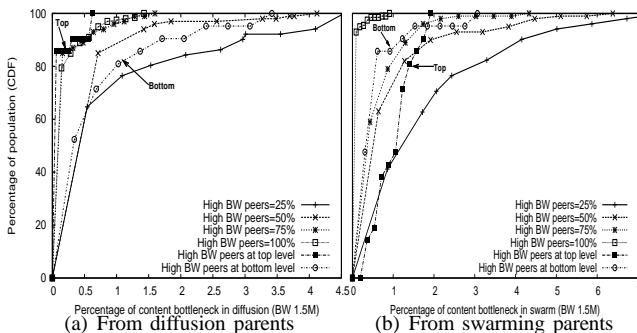 Percentage of population (CDF)
100
80
60
40
20
0
Top
Bottom
High BW peers=25%
High BW peers=50%
High BW peers=75%
High BW peers=100%
High BW peers at top level
High BW peers at bottom level
0 0.5 1 1.5 2 2.5 3 3.5 4 4.5
Percentage of content bottleneck in diffusion (BW 1.5M)
(a) From diffusion parents
Bottom
Top
High BW peers=25%
High BW peers=50%
High BW peers=75%
High BW peers=100%
High BW peers at top level
High BW peers at bottom level
0 1 2 3 4 5 6 7
Percentage of content bottleneck in swarm (BW 1.5M)
(b) From swarming parents